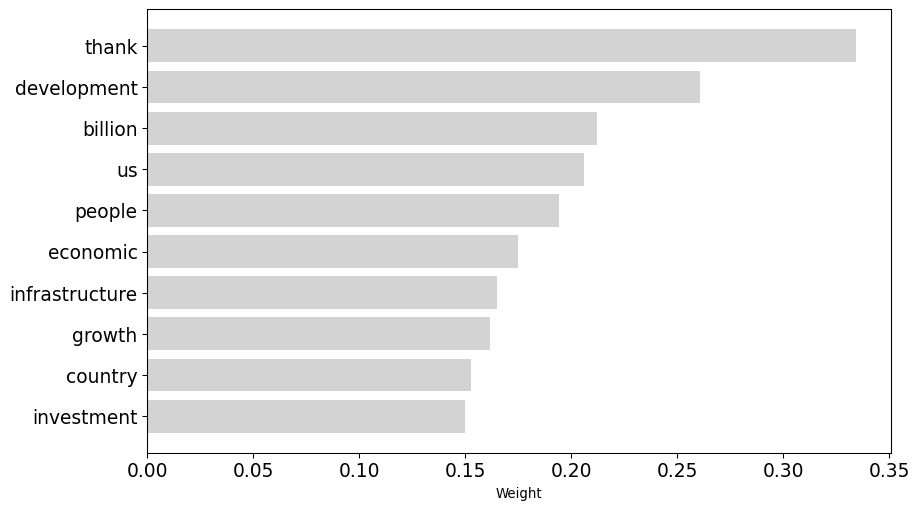 thank
development
billion
us
people
economic
infrastructure
growth
country
investment
0.00 0.05 0.10 0.15 0.20 0.25 0.30 0.35
Weight